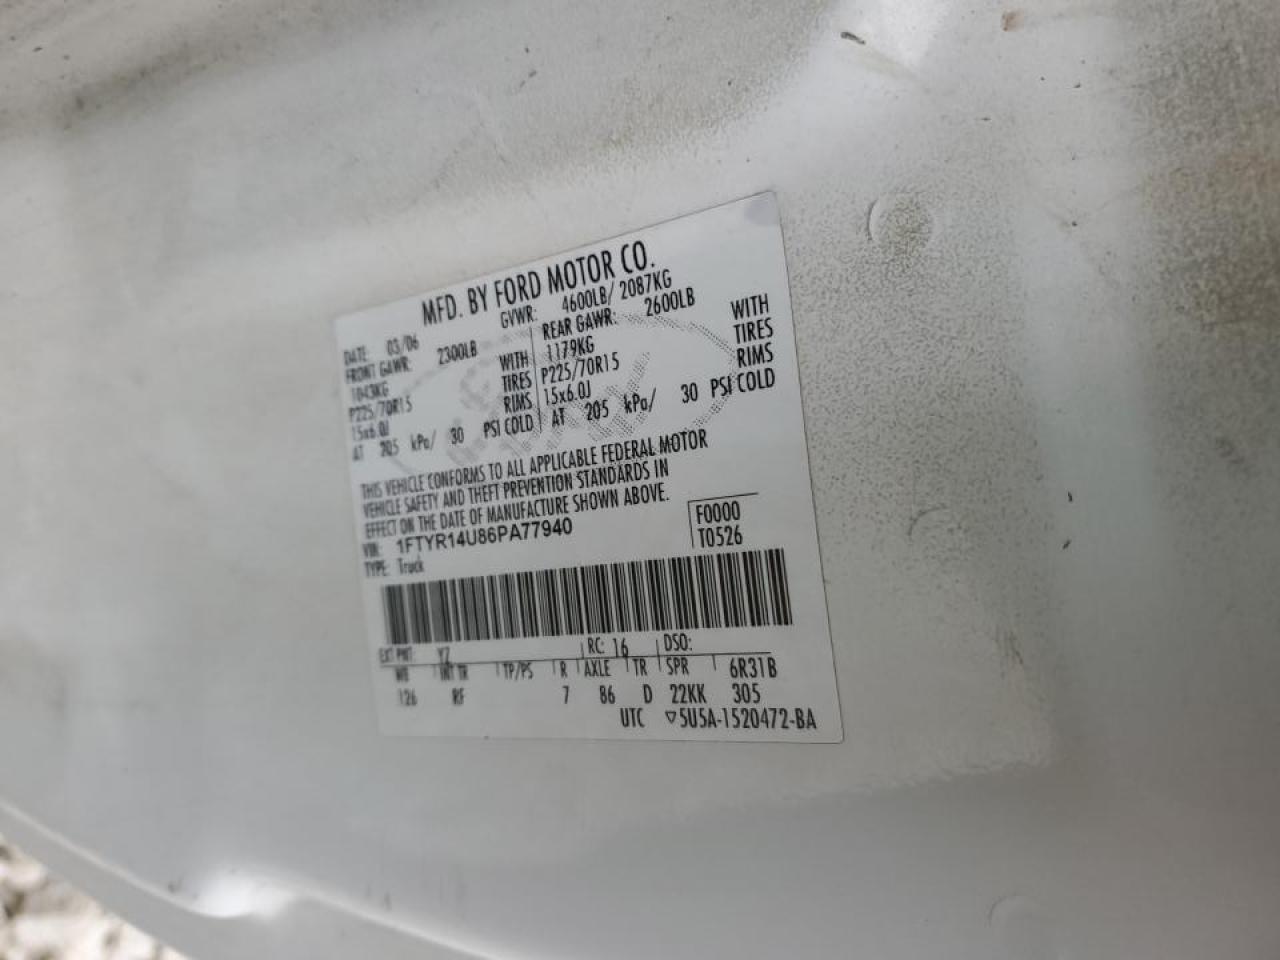 MFD. BY FORD MOTOR CO.
DATE: 03/06 GVWR: 4600LB/ 2087KG
FRONT GAWR: 2300LB REAR GAWR: 2600LB
1043KG WITH 1179KG WITH
P225/70R15 TIRES P225/70R15 TIRES
15x6.0J RIMS 15x6.0J RIMS
AT 205 kPa/ 30 PSI COLD AT 205 kPa/ 30 PSI COLD
THIS VEHICLE CONFORMS TO ALL APPLICABLE FEDERAL MOTOR
VEHICLE SAFETY AND THEFT PREVENTION STANDARDS IN
EFFECT ON THE DATE OF MANUFACTURE SHOWN ABOVE.
VIN: 1FTYR14U86PA77940 F0000
TYPE: Truck T0526
EXT PNT: YZ RC: 16 DSO:
WB INT TR TP/PS R AXLE TR SPR 6R31B
126 RF 7 86 D 22KK 305
UTC ▽5U5A-1520472-BA